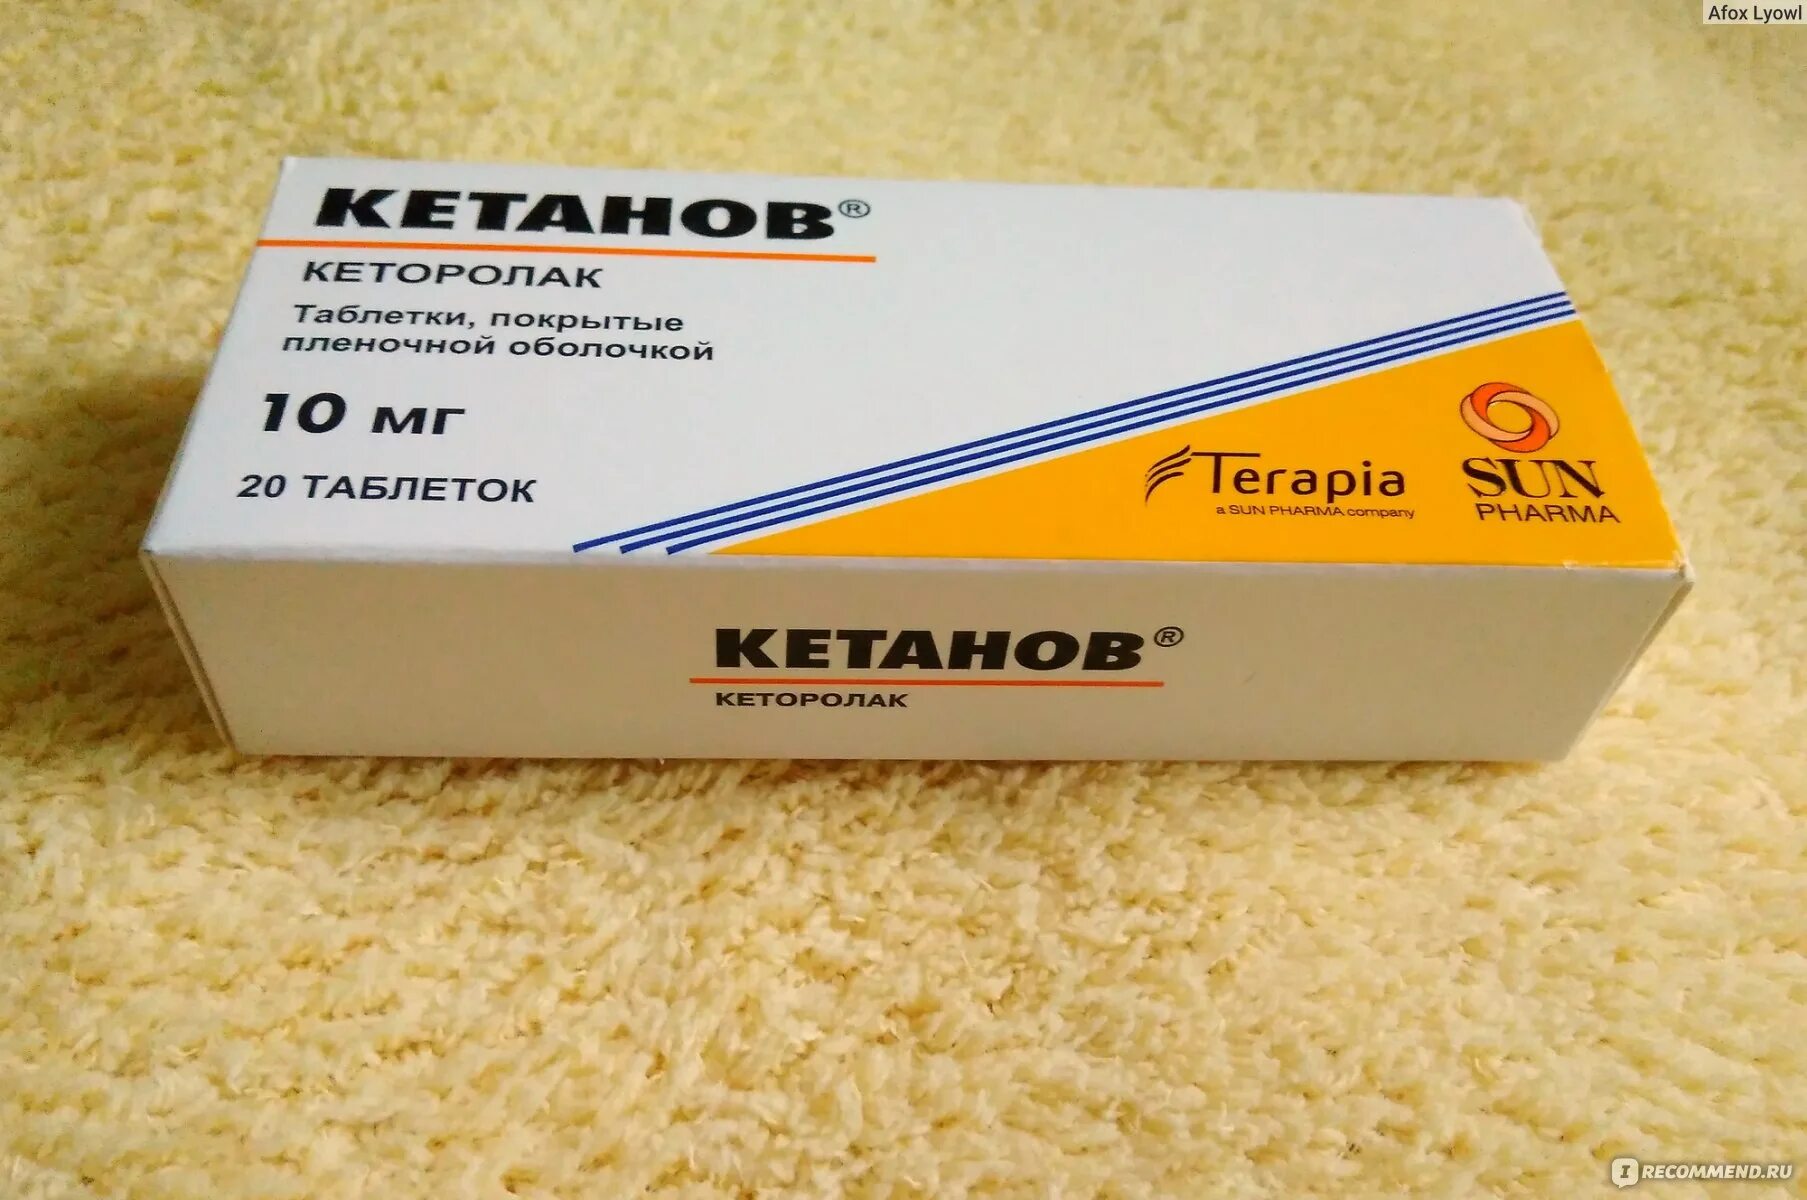 Afox Lyowl
КЕТАНОВ®
КЕТОРОЛАК
Таблетки, покрытые
пленочной оболочкой
10 мг
20 ТАБЛЕТОК
Terapia
a SUN PHARMA company
SUN
PHARMA
КЕТАНОВ®
КЕТОРОЛАК
IRECOMMEND.RU